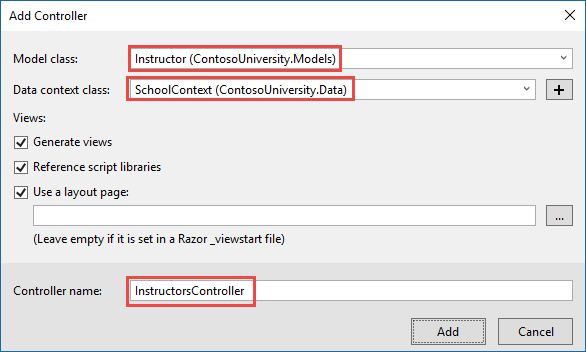 Add Controller
Model class: Instructor (ContosoUniversity.Models)
Data context class: SchoolContext (ContosoUniversity.Data) +
Views:
Generate views
Reference script libraries
Use a layout page:
...
(Leave empty if it is set in a Razor _viewstart file)
Controller name: InstructorsController
Add Cancel